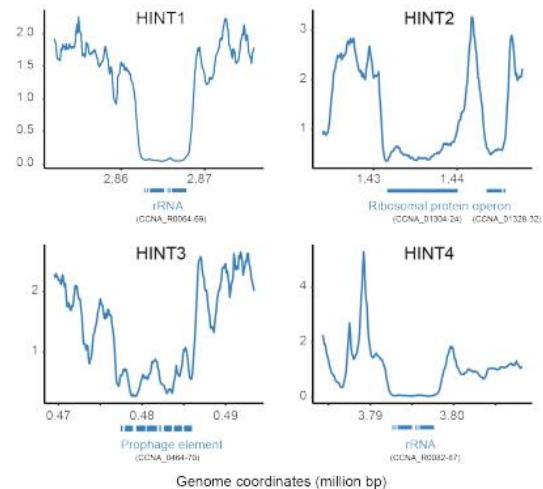 HINT1
2.0
1.5
1.0
0.5
0.0
2.86
2.87
rRNA
(CCNA_R0064-69)
HINT2
3
2
1
1.43
1.44
Ribosomal protein operon
(CCNA_01304-24)
(CCNA_01328-32)
HINT3
2
1
0.47
0.48
0.49
Prophage element
(CCNA_0464-70)
HINT4
4
2
0
3.79
3.80
rRNA
(CCNA_R0082-87)
Genome coordinates (million bp)